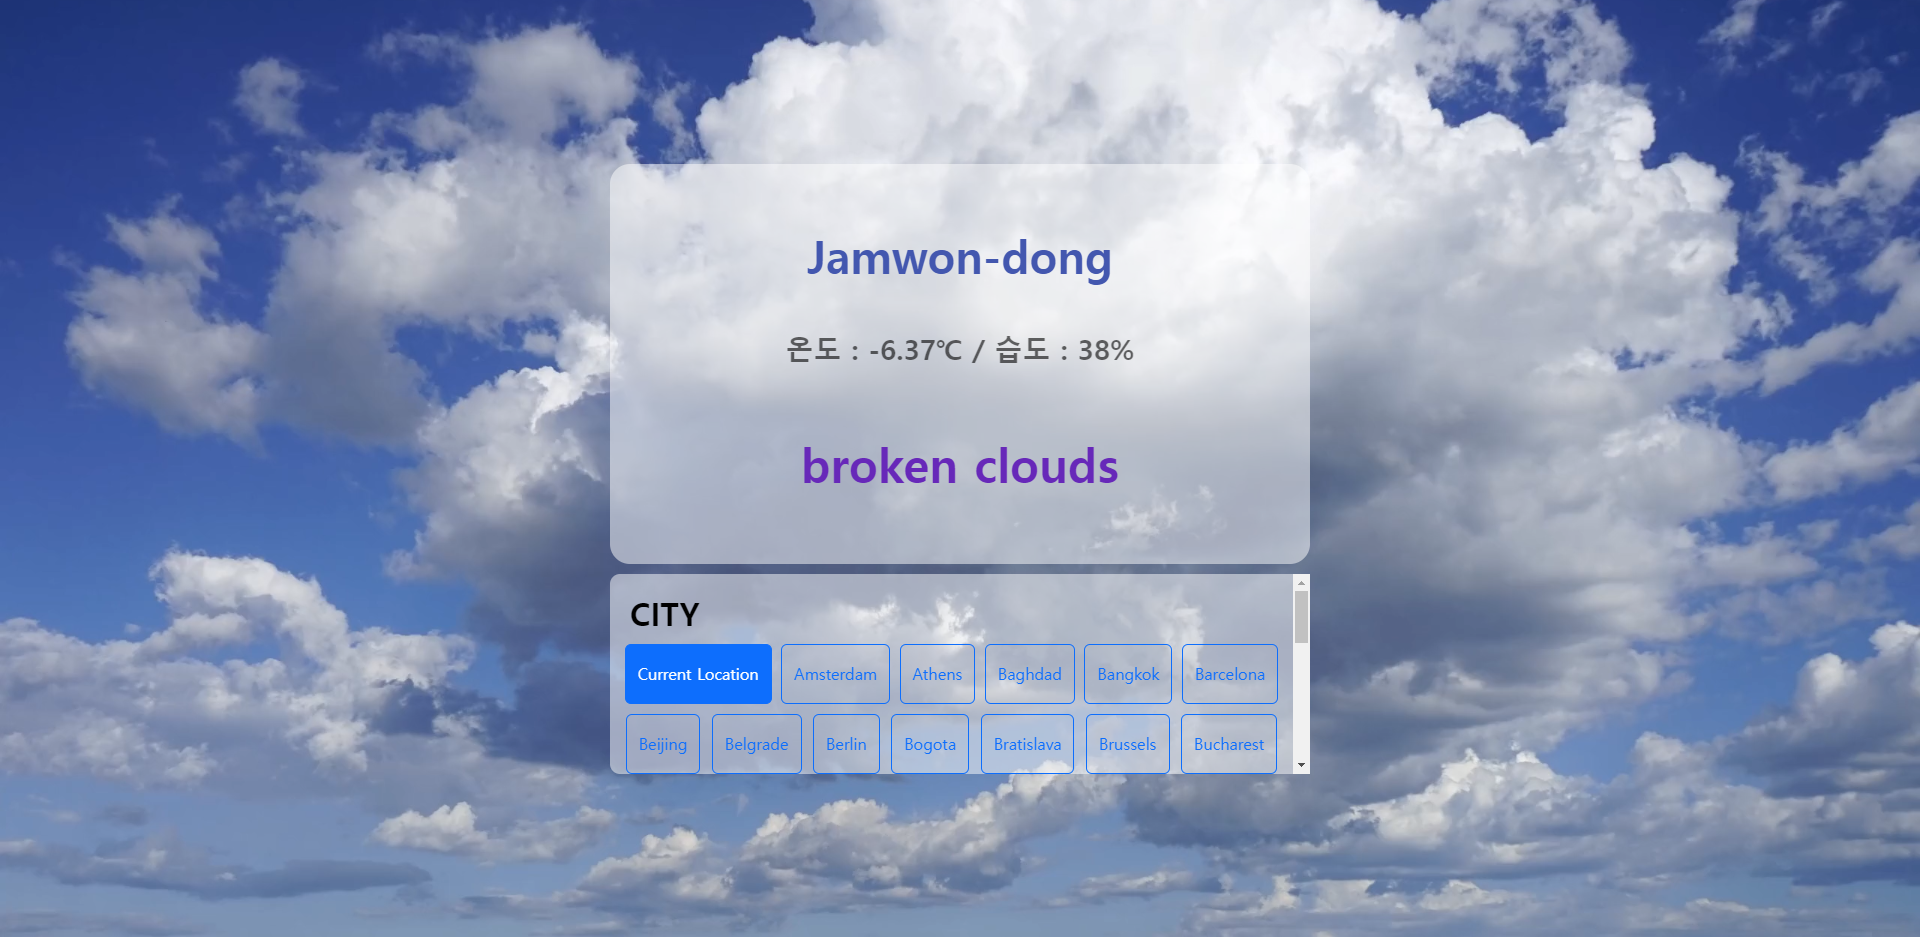 Jamwon-dong
온도 : -6.37℃ / 습도 : 38%
broken clouds
CITY
Current Location Amsterdam Athens Baghdad Bangkok Barcelona
Beijing Belgrade Berlin Bogota Bratislava Brussels Bucharest